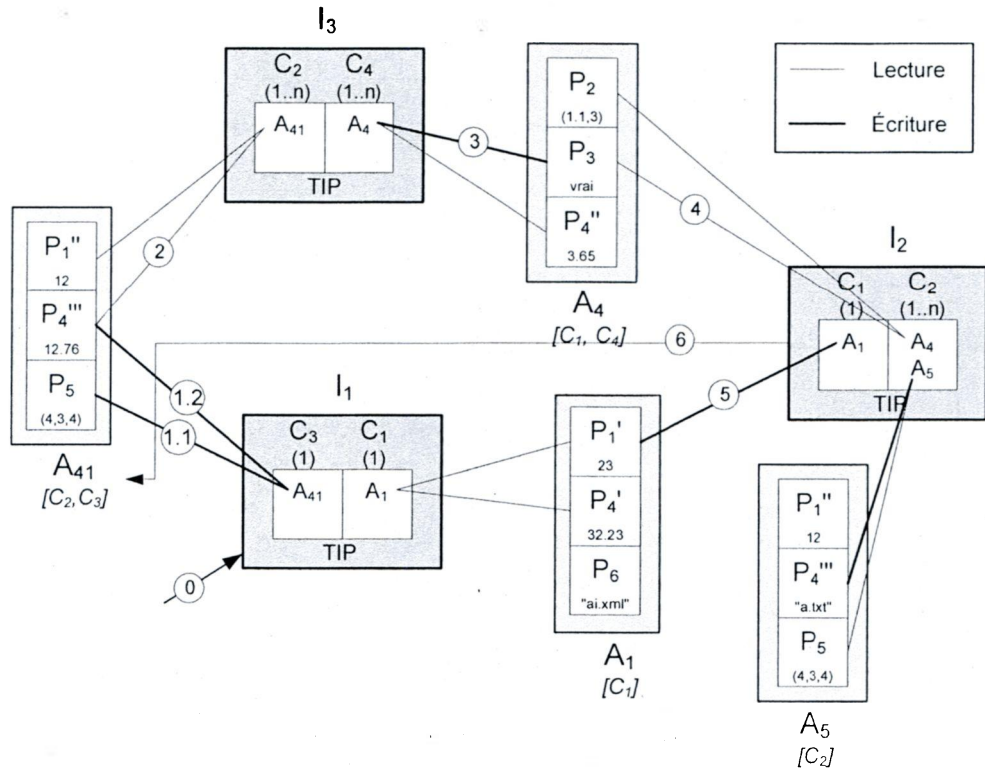 I3
C2 C4
(1..n) (1..n)
A41 A4
TIP
P2
(1.1,3)
P3
vrai
P4''
3.65
A4
[C1, C4]
Lecture
Écriture
3
4
2
P1''
12
P4'''
12.76
P5
(4,3,4)
A41
[C2,C3]
I2
C1 C2
(1) (1..n)
A1 A4
A5
TIP
6
5
1.2
1.1
I1
C3 C1
(1) (1)
A41 A1
TIP
0
P1'
23
P4'
32.23
P6
"ai.xml"
A1
[C1]
P1''
12
P4'''
"a.txt"
P5
(4,3,4)
A5
[C2]